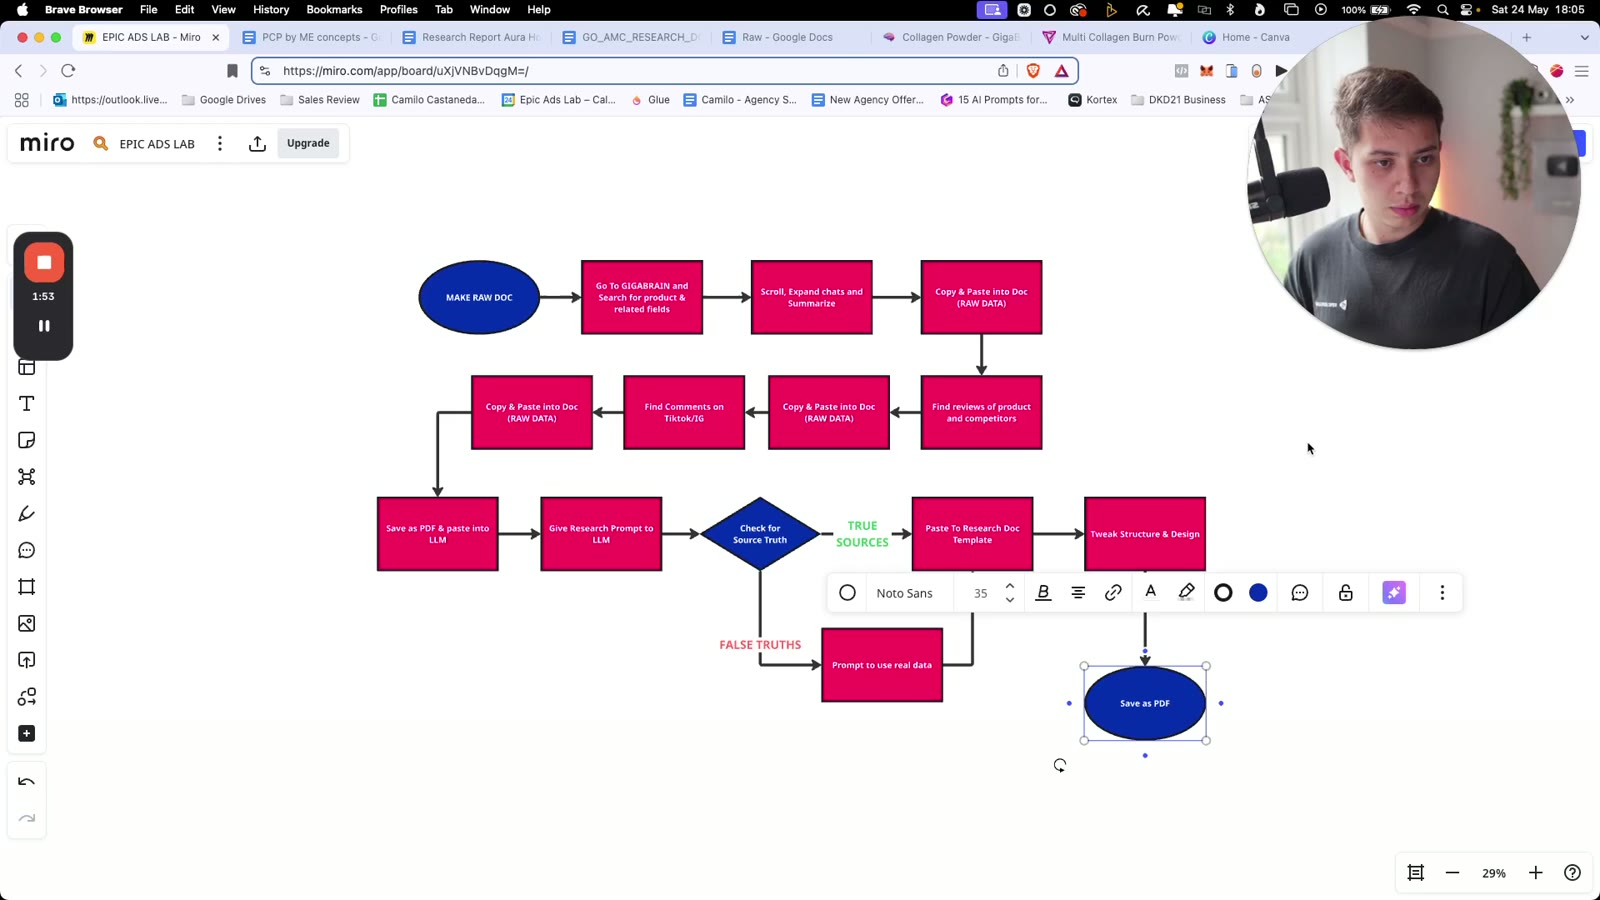 Brave Browser File Edit View History Bookmarks Profiles Tab Window Help 100% Sat 24 May 18:05
EPIC ADS LAB - Miro
PCP by ME concepts - G
Research Report Aura Ho
GO_AMC_RESEARCH_D
Raw - Google Docs
Collagen Powder - GigaB
Multi Collagen Burn Pow
Home - Canva
https://miro.com/app/board/uXjVNBvDqgM=/
https://outlook.live...
Google Drives
Sales Review
Camilo Castaneda...
Epic Ads Lab – Cal...
Glue
Camilo - Agency S...
New Agency Offer...
15 AI Prompts for...
Kortex
DKD21 Business
AS
miro
EPIC ADS LAB
Upgrade
1:53
MAKE RAW DOC
Go To GIGABRAIN and
Search for product &
related fields
Scroll, Expand chats and
Summarize
Copy & Paste into Doc
(RAW DATA)
Copy & Paste into Doc
(RAW DATA)
Find Comments on
Tiktok/IG
Copy & Paste into Doc
(RAW DATA)
Find reviews of product
and competitors
Save as PDF & paste into
LLM
Give Research Prompt to
LLM
Check for
Source Truth
TRUE
SOURCES
Paste To Research Doc
Template
Tweak Structure & Design
Noto Sans 35
FALSE TRUTHS
Prompt to use real data
Save as PDF
29%